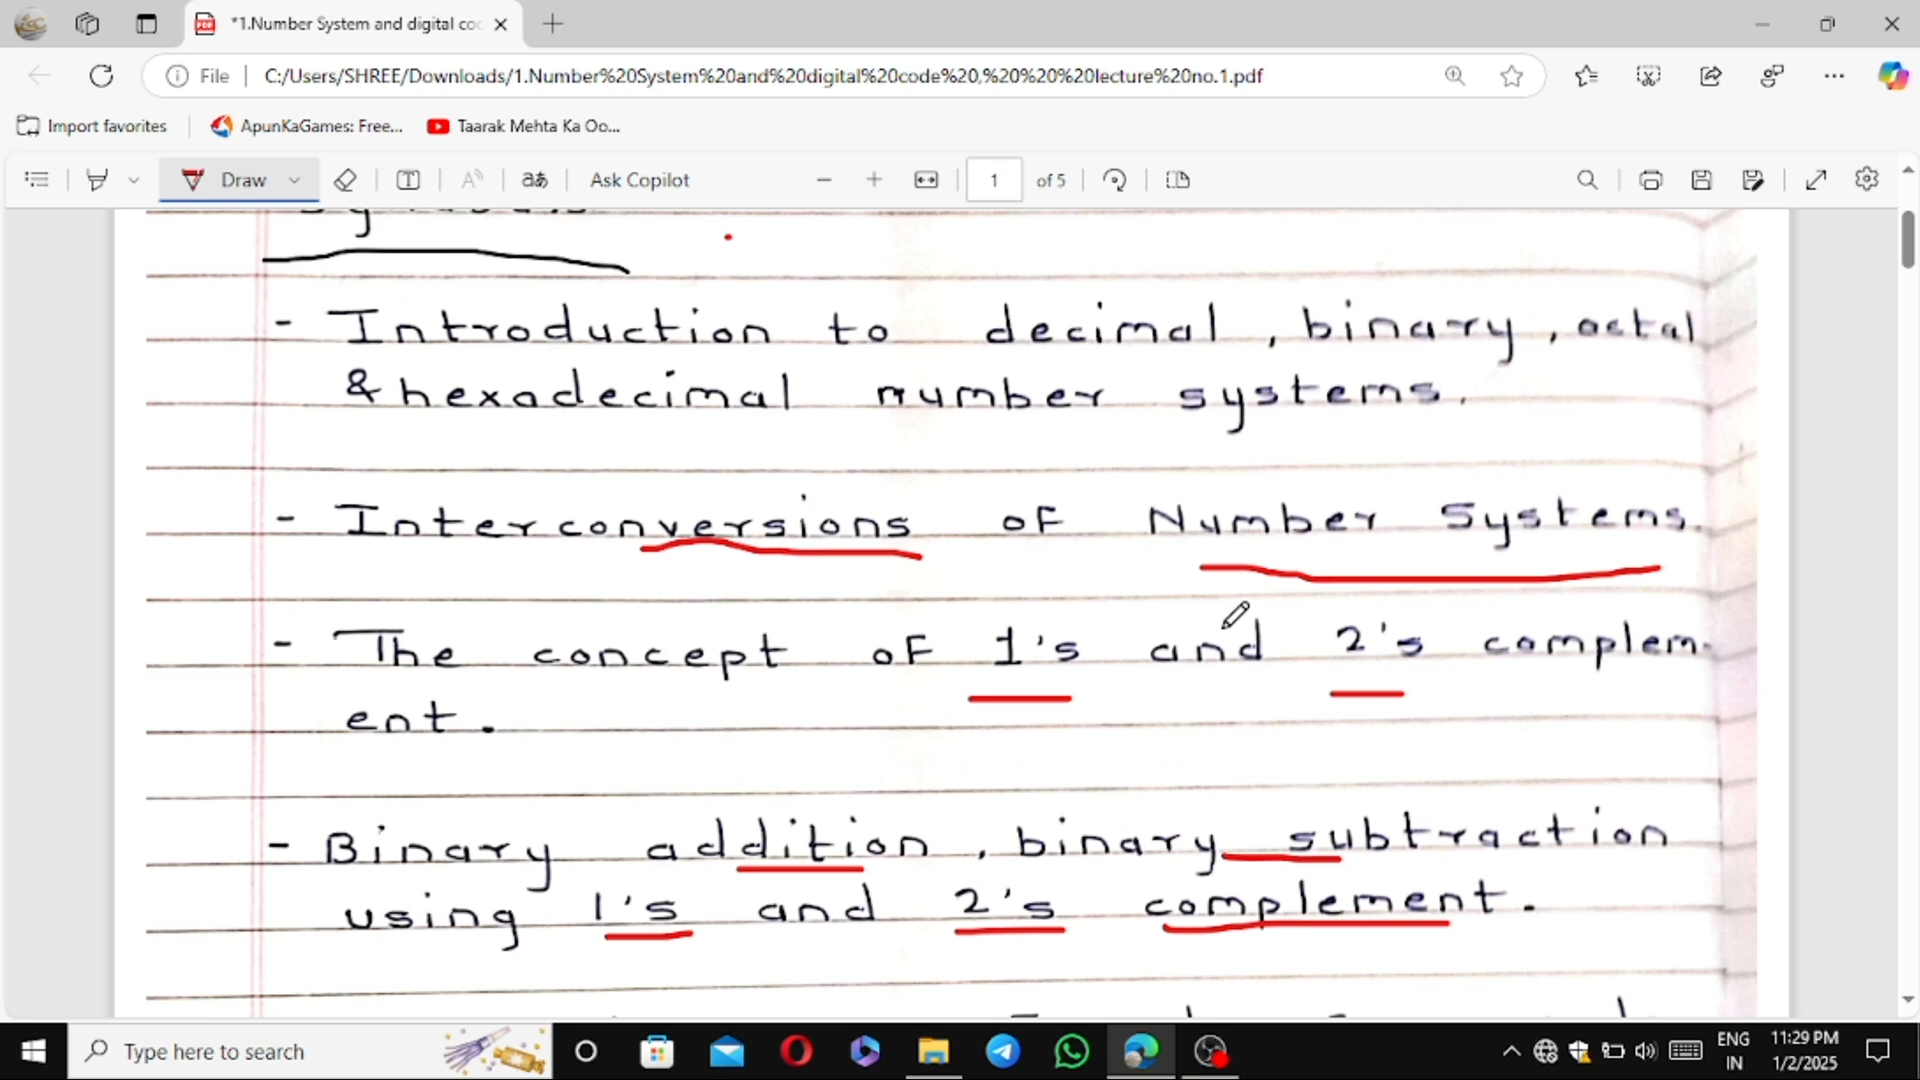 *1.Number System and digital co
File
C:/Users/SHREE/Downloads/1.Number%20System%20and%20digital%20code%20,%20%20%20lecture%20no.1.pdf
Import favorites
ApunKaGames: Free...
Taarak Mehta Ka Oo...
Draw
Ask Copilot
1 of 5
- Introduction to decimal, binary, octal
& hexadecimal number systems.
- Interconversions of Number Systems.
- The concept of 1's and 2's complem-
ent.
- Binary addition, binary subtraction
using 1's and 2's complement.
Type here to search
ENG
IN
11:29 PM
1/2/2025